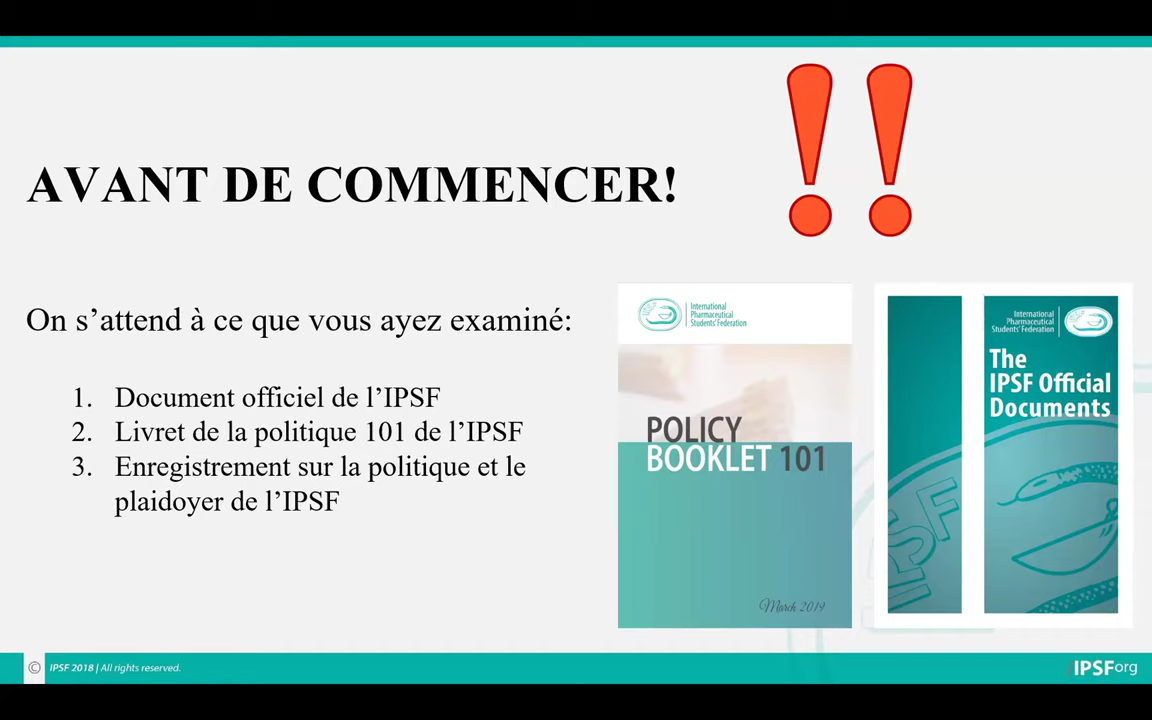 AVANT DE COMMENCER!
On s’attend à ce que vous ayez examiné:
1. Document officiel de l’IPSF
2. Livret de la politique 101 de l’IPSF
3. Enregistrement sur la politique et le
plaidoyer de l’IPSF
International
Pharmaceutical
Students' Federation
POLICY
BOOKLET 101
March 2019
International
Pharmaceutical
Students' Federation
The
IPSF Official
Documents
IPSF
© IPSF 2018 | All rights reserved.
IPSForg